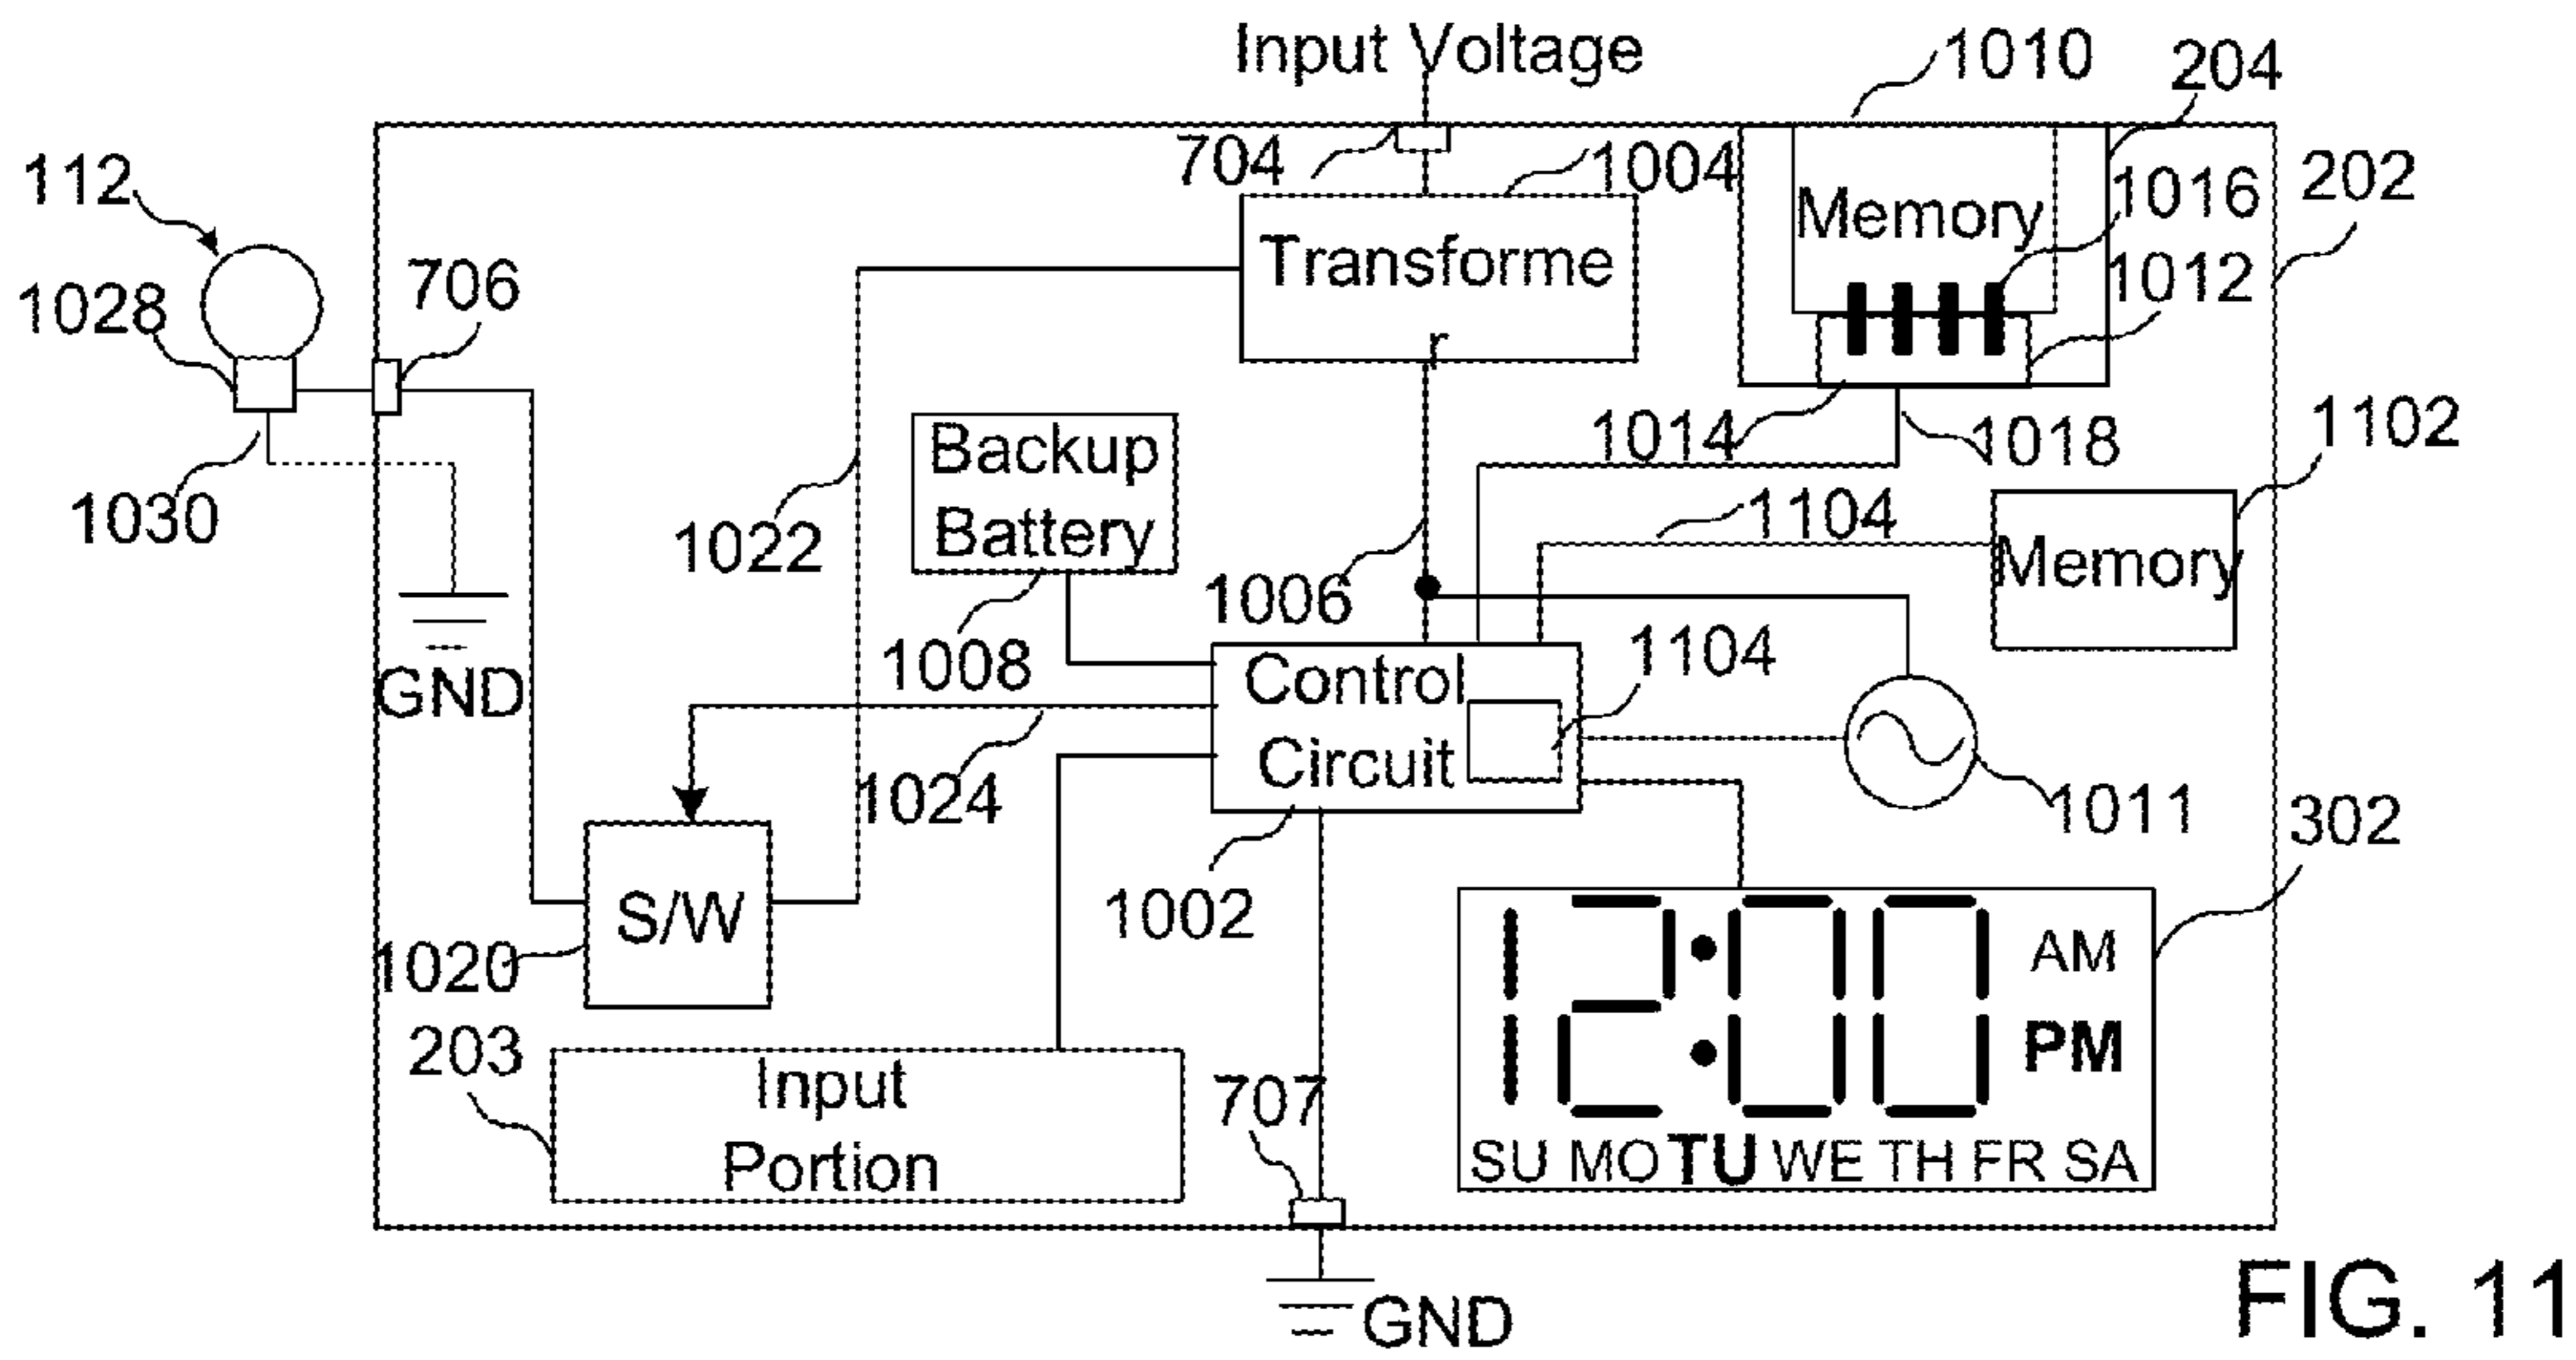 Input Voltage
1010
204
112
704
1004
1016
202
Memory
Transforme
r
706
1012
1028
1014
1018
1102
Backup
Battery
1030
1022
1104
1006
Memory
1008
Control
Circuit
1104
GND
1024
1011
302
1002
S/W
1020
12:00
AM
PM
SU MO TU WE TH FR SA
203
Input
Portion
707
GND
FIG. 11